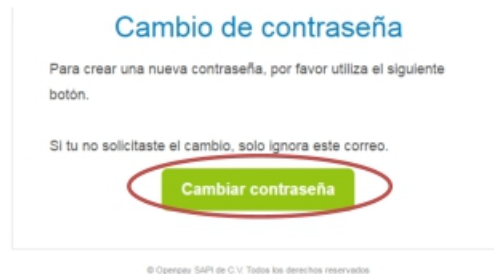 Cambio de contraseña
Para crear una nueva contraseña, por favor utiliza el siguiente
botón.
Si tu no solicitaste el cambio, solo ignora este correo.
Cambiar contraseña
© Openpay SAPI de C.V. Todos los derechos reservados